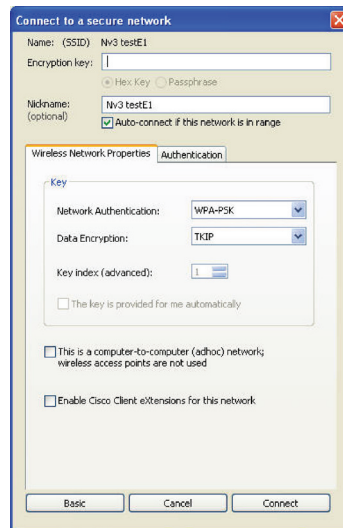 Connect to a secure network
Name: (SSID) Nv3 testE1
Encryption key:
Hex Key Passphrase
Nickname: Nv3 testE1
(optional)
Auto-connect if this network is in range
Wireless Network Properties Authentication
Key
Network Authentication: WPA-PSK
Data Encryption: TKIP
Key index (advanced): 1
The key is provided for me automatically
This is a computer-to-computer (adhoc) network;
wireless access points are not used
Enable Cisco Client eXtensions for this network
Basic Cancel Connect